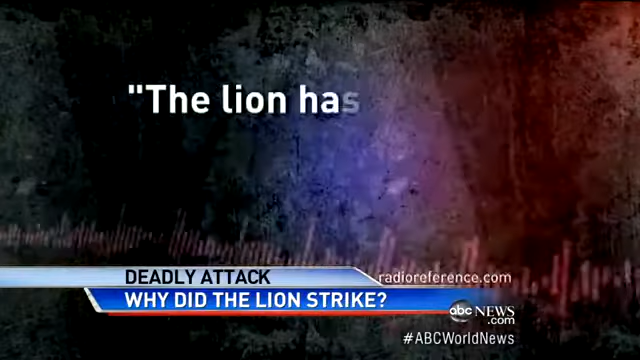 "The lion has
DEADLY ATTACK
radioreference.com
WHY DID THE LION STRIKE?
abc NEWS
.com
#ABCWorldNews